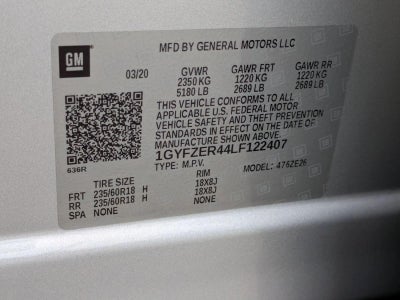 GM
MFD BY GENERAL MOTORS LLC
03/20 GVWR GAWR FRT GAWR RR
2350 KG 1220 KG 1220 KG
5180 LB 2689 LB 2689 LB
THIS VEHICLE CONFORMS TO ALL
APPLICABLE U.S. FEDERAL MOTOR
VEHICLE SAFETY/THEFT PREVENTION
STANDARDS IN EFFECT ON THE DATE OF
MANUFACTURE SHOWN ABOVE.
1GYFZER44LF122407
636R TYPE: M.P.V. MODEL: 476ZE26
TIRE SIZE RIM
FRT 235/60R18 H 18X8J
RR 235/60R18 H 18X8J
SPA NONE NONE